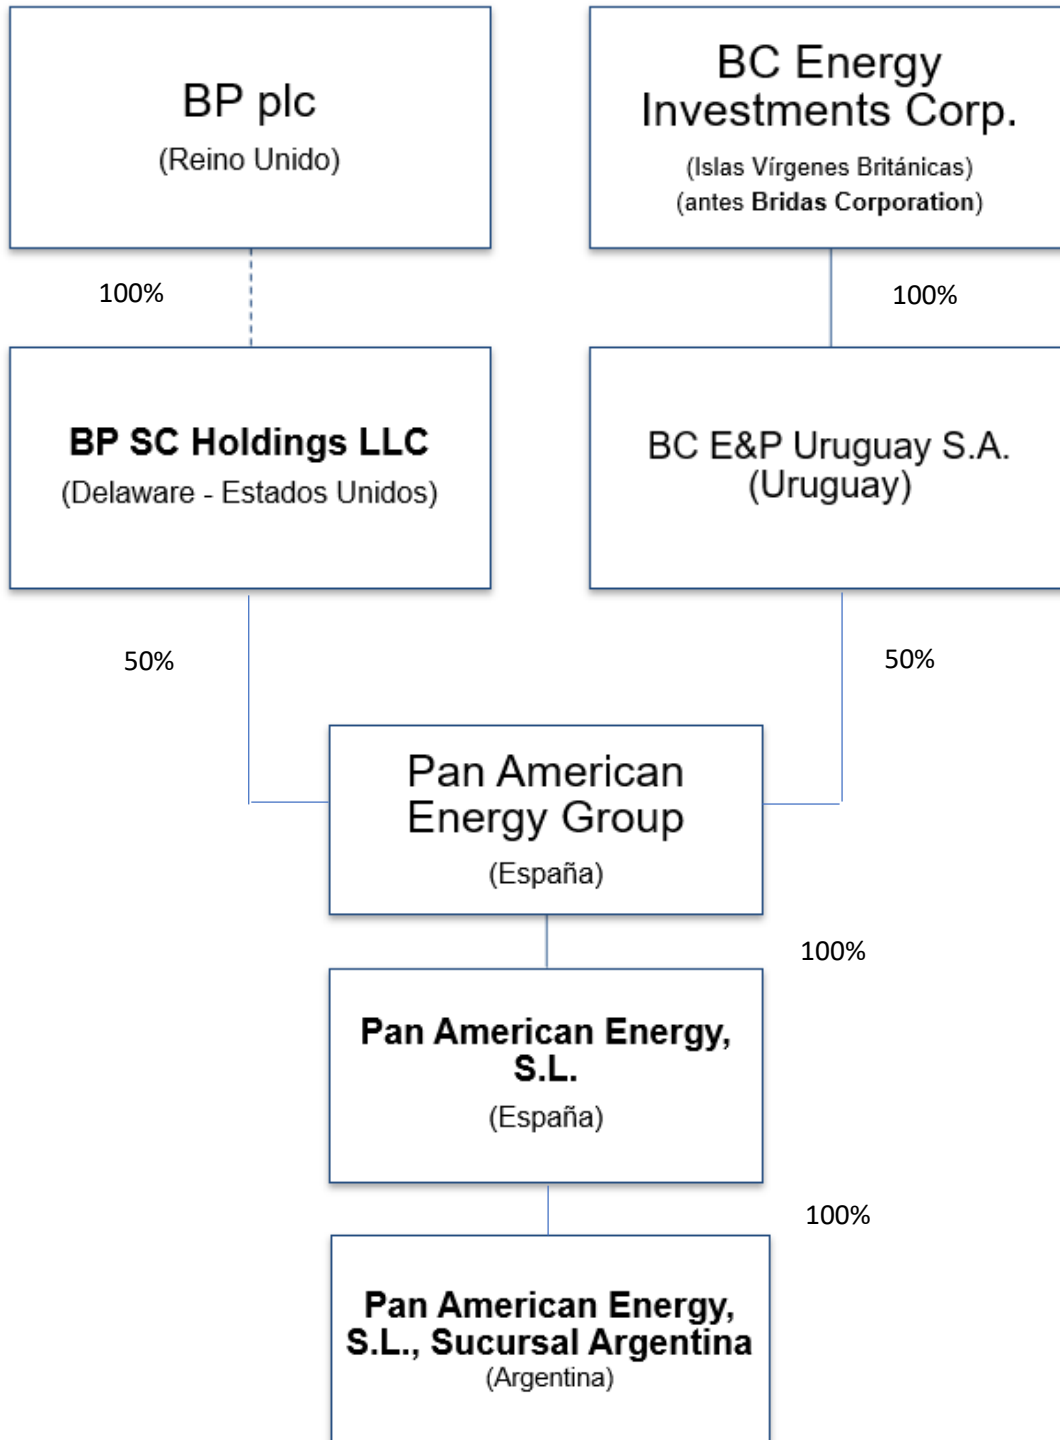 BP plc
(Reino Unido)
BC Energy
Investments Corp.
(Islas Vírgenes Británicas)
(antes Bridas Corporation)
100%
100%
BP SC Holdings LLC
(Delaware - Estados Unidos)
BC E&P Uruguay S.A.
(Uruguay)
50%
50%
Pan American
Energy Group
(España)
100%
Pan American Energy,
S.L.
(España)
100%
Pan American Energy,
S.L., Sucursal Argentina
(Argentina)